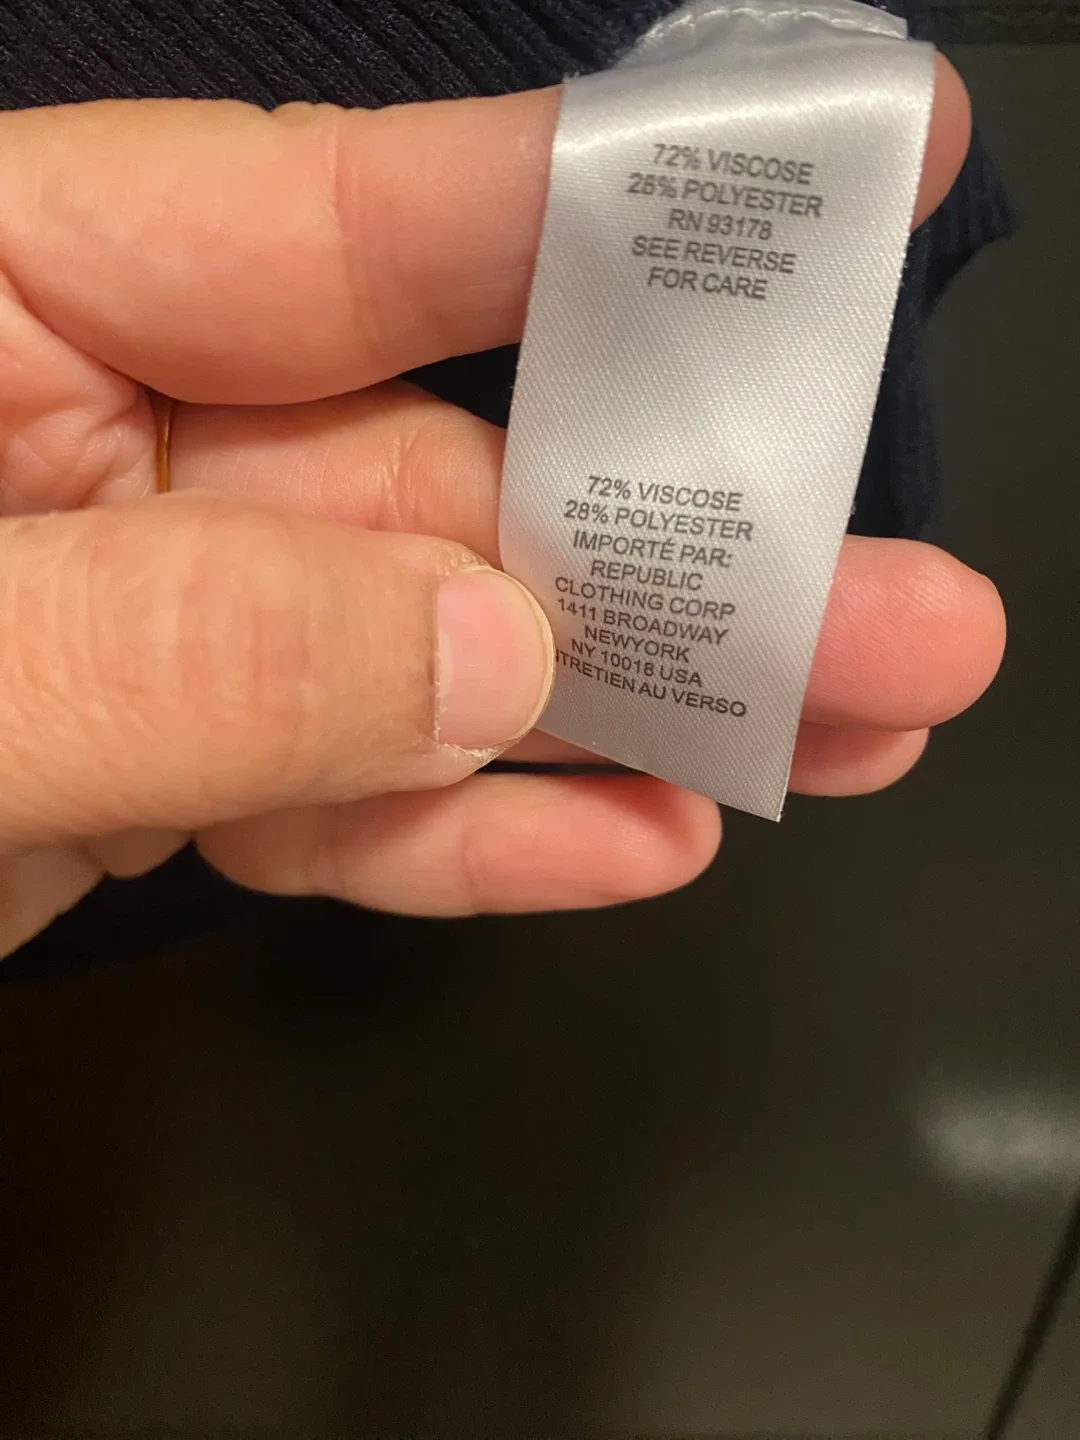 72% VISCOSE
28% POLYESTER
RN 93178
SEE REVERSE
FOR CARE
72% VISCOSE
28% POLYESTER
IMPORTÉ PAR:
REPUBLIC
CLOTHING CORP
1411 BROADWAY
NEWYORK
NY 10018 USA
AU VERSO